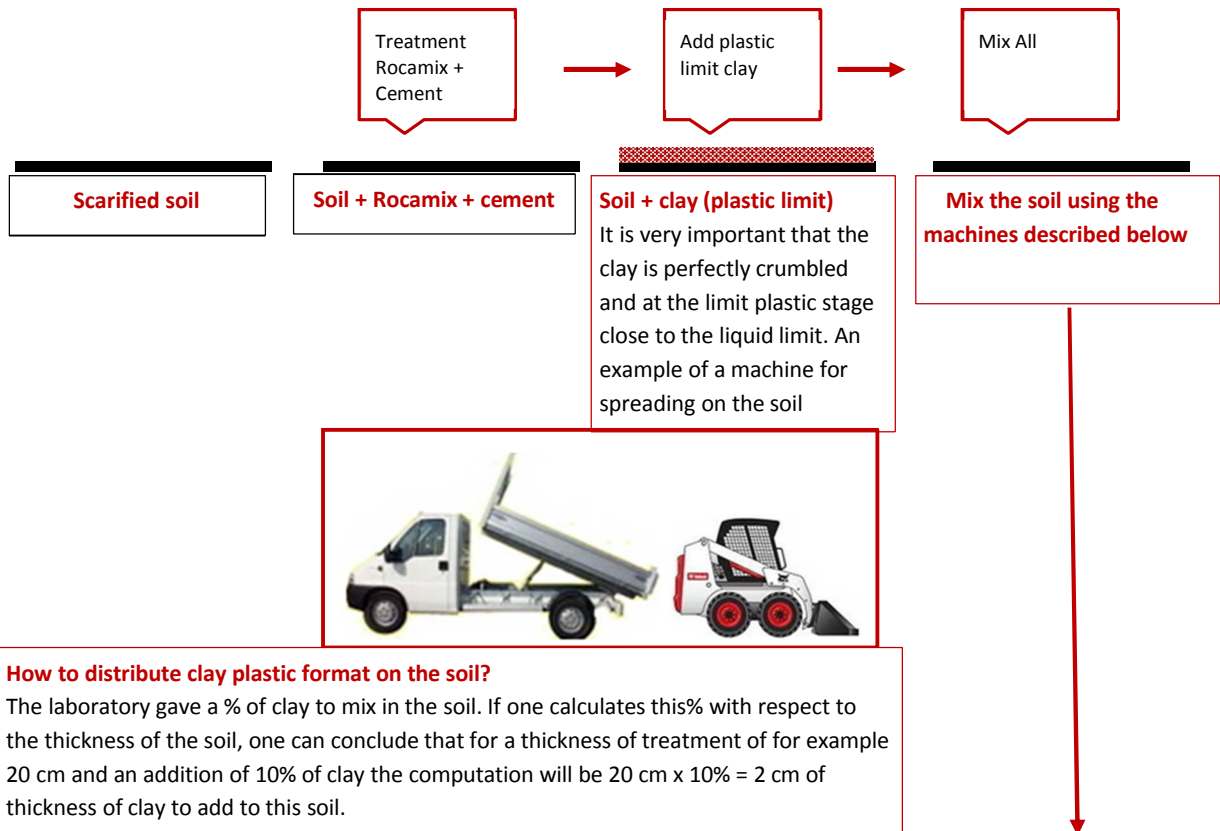 Treatment
Rocamix +
Cement
Add plastic
limit clay
Mix All
Scarified soil
Soil + Rocamix + cement
Soil + clay (plastic limit)
It is very important that the
clay is perfectly crumbled
and at the limit plastic stage
close to the liquid limit. An
example of a machine for
spreading on the soil
Mix the soil using the
machines described below
How to distribute clay plastic format on the soil?
The laboratory gave a % of clay to mix in the soil. If one calculates this% with respect to
the thickness of the soil, one can conclude that for a thickness of treatment of for example
20 cm and an addition of 10% of clay the computation will be 20 cm x 10% = 2 cm of
thickness of clay to add to this soil.